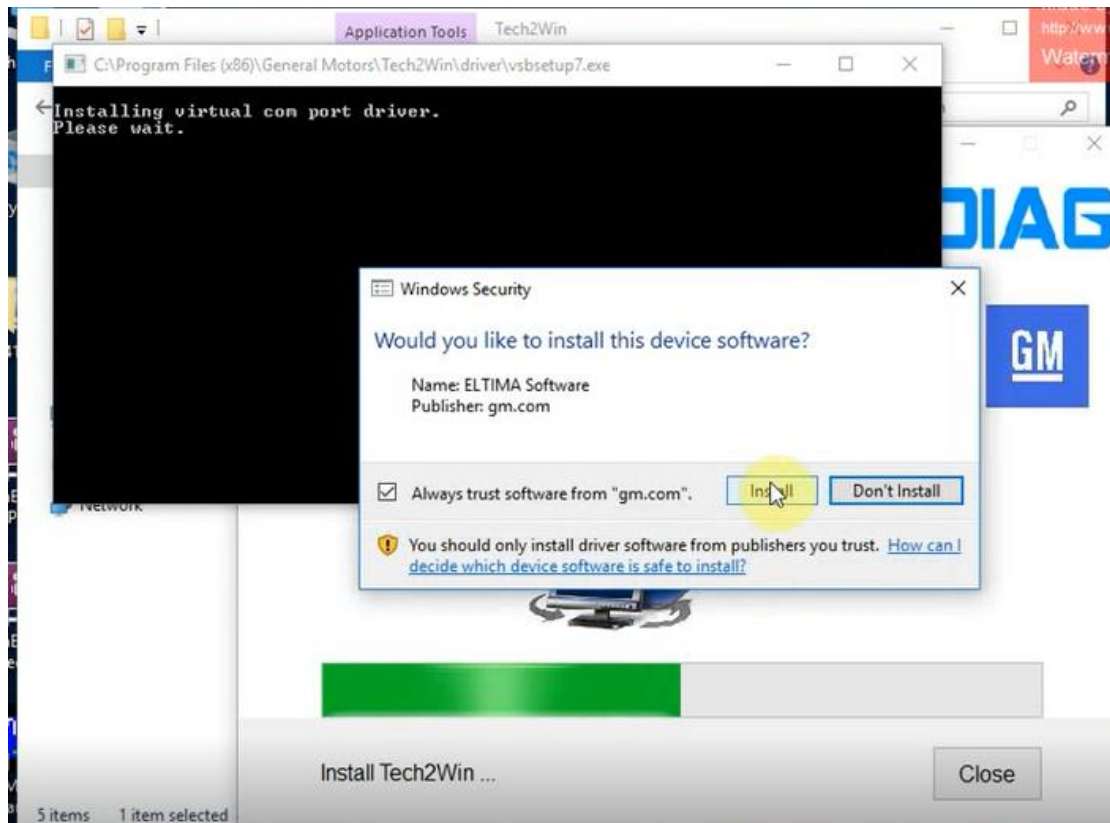 Application Tools
Tech2Win
http://www
Waterm
C:\Program Files (x86)\General Motors\Tech2Win\driver\vsbsetup7.exe
Installing virtual com port driver.
Please wait.
DIAG
Windows Security
Would you like to install this device software?
GM
Name: ELTIMA Software
Publisher: gm.com
Always trust software from "gm.com".
Install
Don't Install
Network
You should only install driver software from publishers you trust. How can I
decide which device software is safe to install?
Install Tech2Win ...
Close
5 items
1 item selected